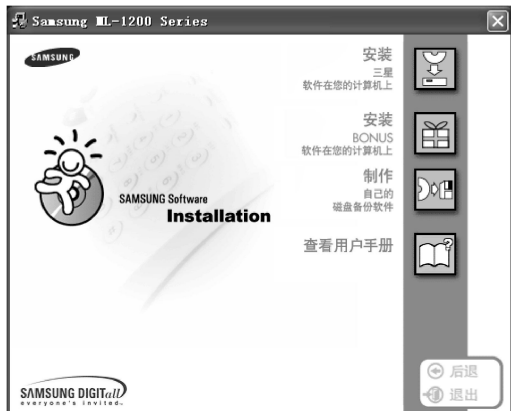 Samsung ML-1200 Series
SAMSUNG
安装
三星
软件在您的计算机上
安装
BONUS
软件在您的计算机上
制作
自己的
磁盘备份软件
SAMSUNG Software
Installation
查看用户手册
后退
退出
SAMSUNG DIGITall
everyone's invited™